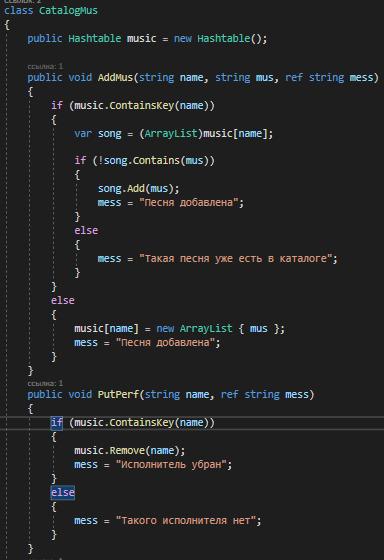 class CatalogMus
{
public Hashtable music = new Hashtable();
ссылка: 1
public void AddMus(string name, string mus, ref string mess)
{
if (music.ContainsKey(name))
{
var song = (ArrayList)music[name];
if (!song.Contains(mus))
{
song.Add(mus);
mess = "Песня добавлена";
}
else
{
mess = "Такая песня уже есть в каталоге";
}
}
else
{
music[name] = new ArrayList { mus };
mess = "Песня добавлена";
}
}
ссылка: 1
public void PutPerf(string name, ref string mess)
{
if (music.ContainsKey(name))
{
music.Remove(name);
mess = "Исполнитель убран";
}
else
{
mess = "Такого исполнителя нет";
}
}